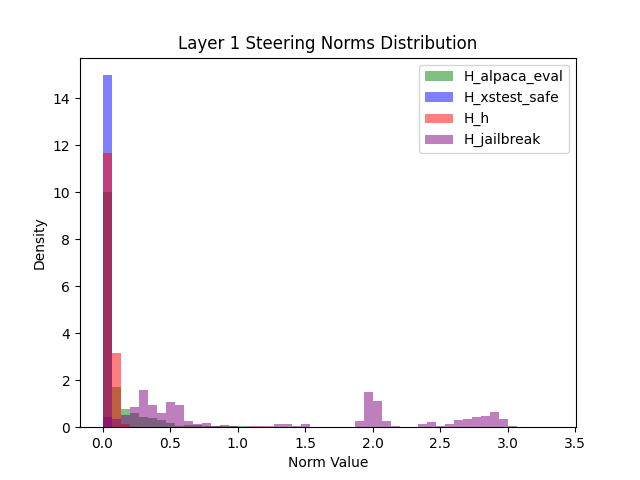 Layer 1 Steering Norms Distribution
H_alpaca_eval
H_xstest_safe
H_h
H_jailbreak
Density
14
12
10
8
6
4
2
0
0.0 0.5 1.0 1.5 2.0 2.5 3.0 3.5
Norm Value